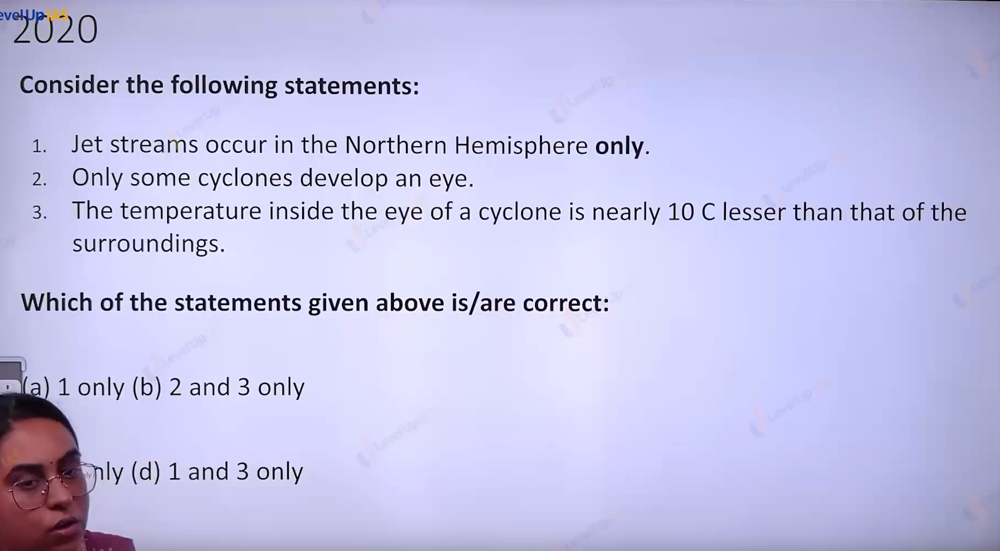 evelUp IAS
2020
Consider the following statements:
1. Jet streams occur in the Northern Hemisphere only.
2. Only some cyclones develop an eye.
3. The temperature inside the eye of a cyclone is nearly 10 C lesser than that of the
surroundings.
Which of the statements given above is/are correct:
(a) 1 only (b) 2 and 3 only
nly (d) 1 and 3 only